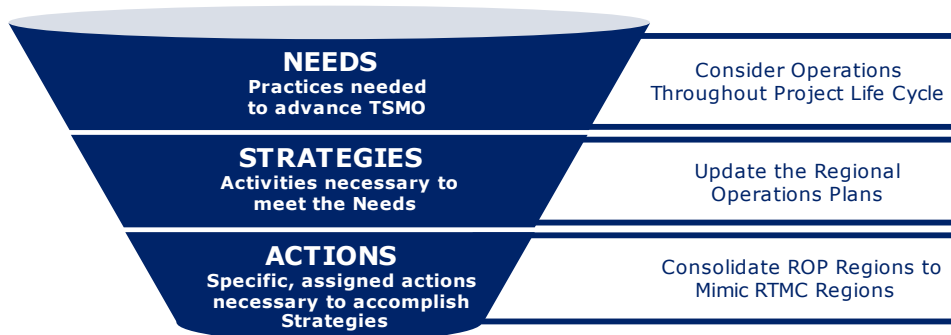 NEEDS
Practices needed
to advance TSMO
Consider Operations
Throughout Project Life Cycle
STRATEGIES
Activities necessary to
meet the Needs
Update the Regional
Operations Plans
ACTIONS
Specific, assigned actions
necessary to accomplish
Strategies
Consolidate ROP Regions to
Mimic RTMC Regions